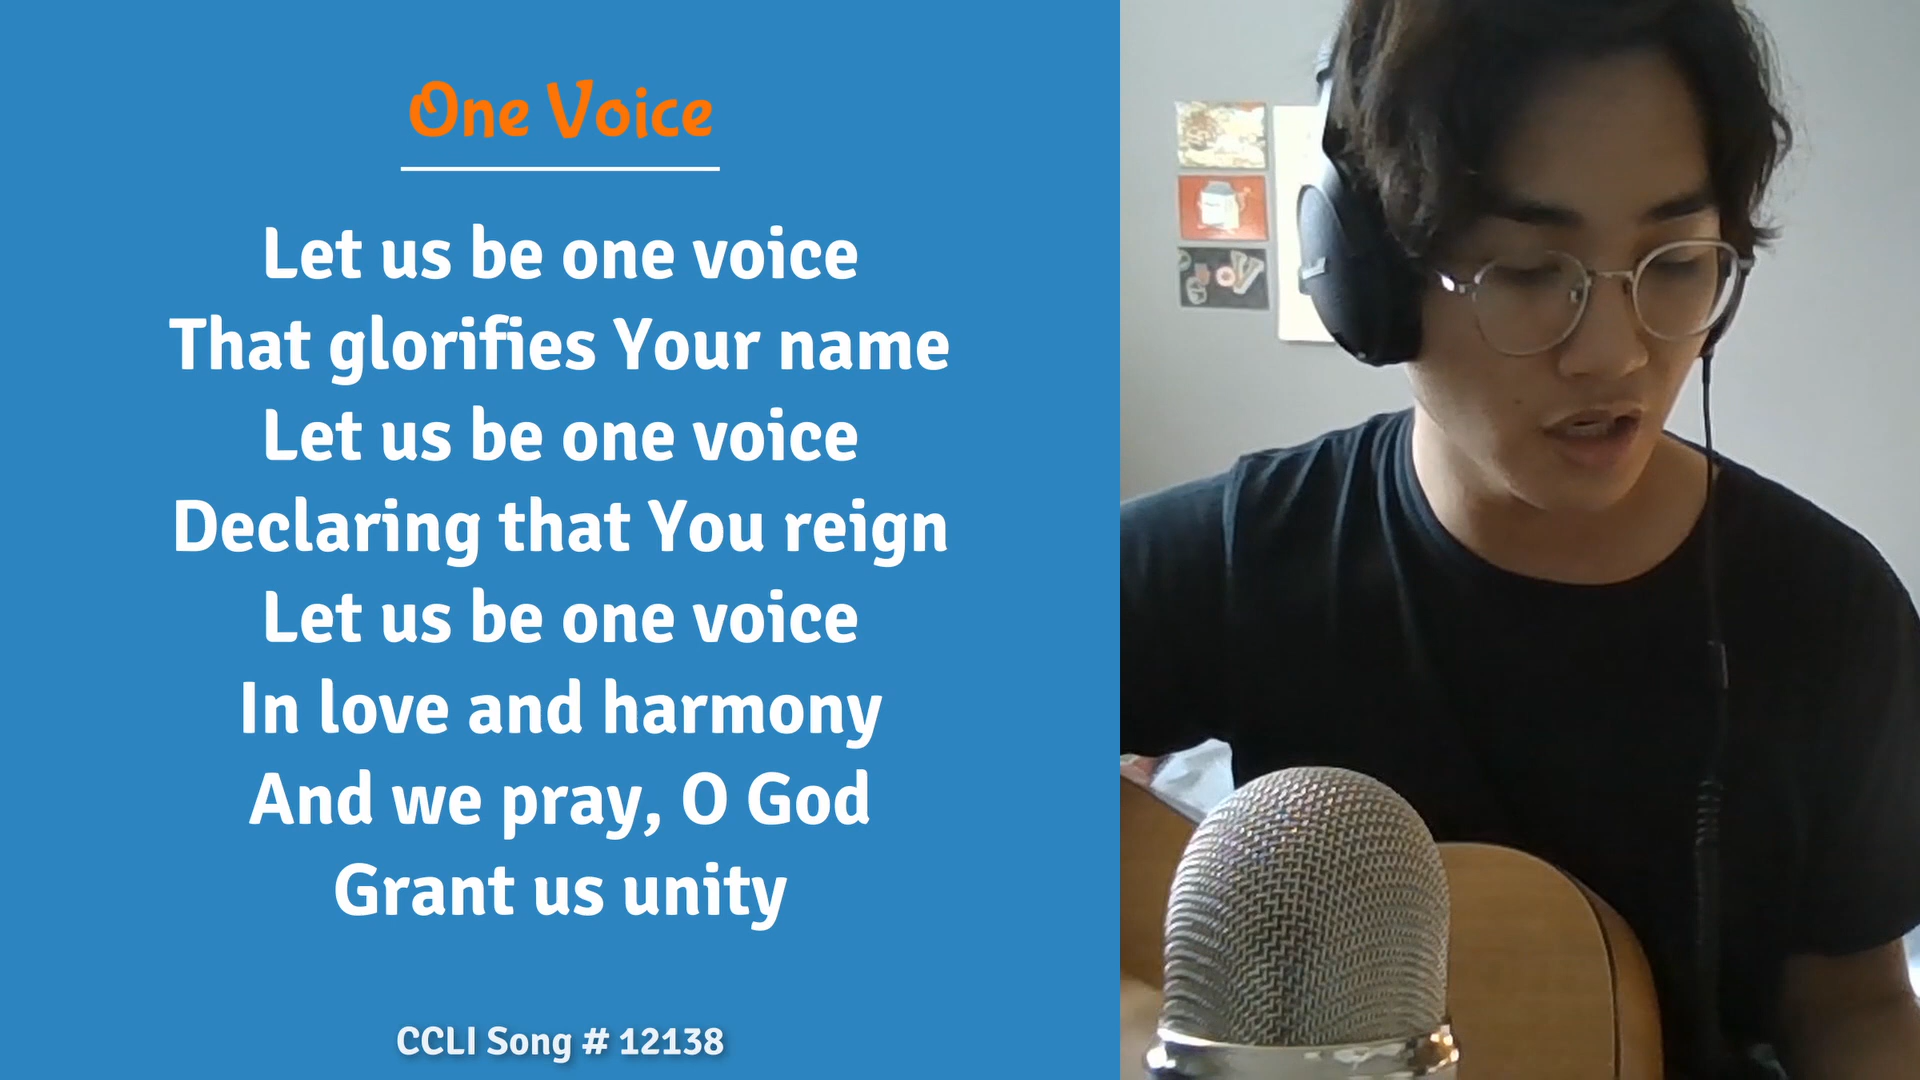 One Voice
Let us be one voice
That glorifies Your name
Let us be one voice
Declaring that You reign
Let us be one voice
In love and harmony
And we pray, O God
Grant us unity
CCLI Song # 12138